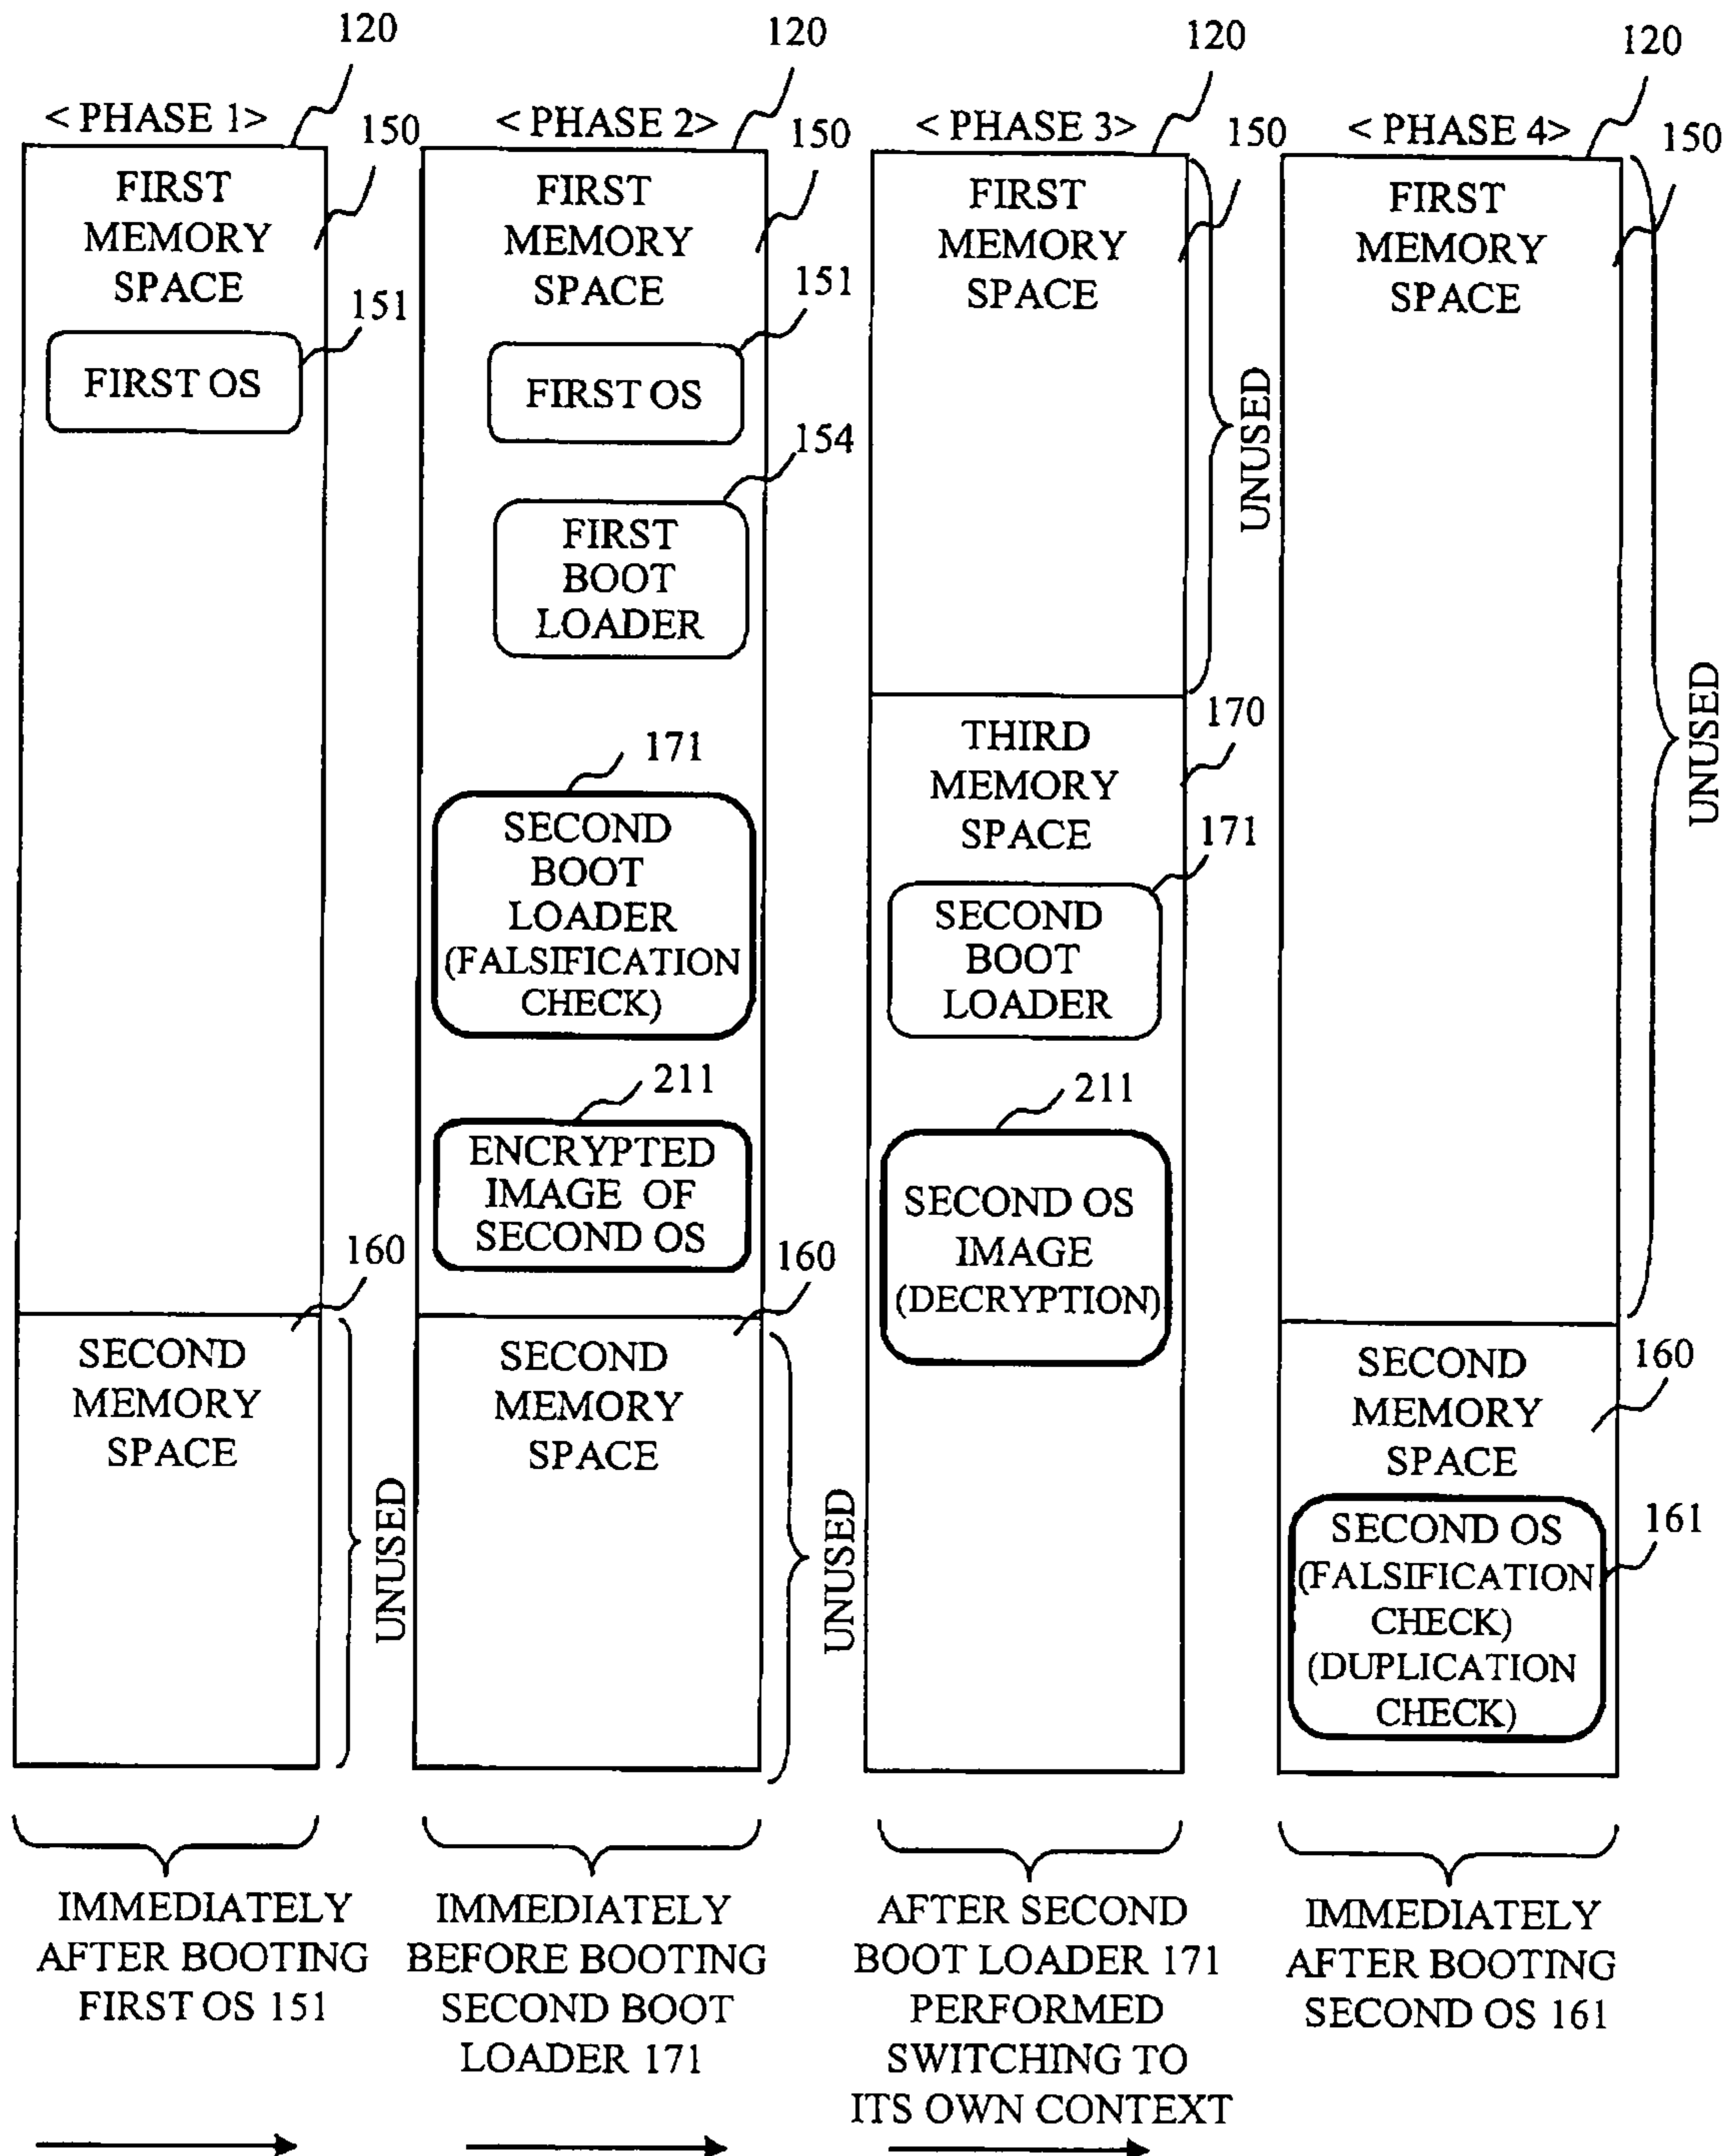 120
120
120
120
< PHASE 1>
< PHASE 2>
< PHASE 3>
< PHASE 4>
150
150
150
150
FIRST
MEMORY
SPACE
151
FIRST OS
SECOND
MEMORY
SPACE
160
UNUSED
FIRST
MEMORY
SPACE
151
FIRST OS
154
FIRST
BOOT
LOADER
171
SECOND
BOOT
LOADER
(FALSIFICATION
CHECK)
211
ENCRYPTED
IMAGE OF
SECOND OS
160
SECOND
MEMORY
SPACE
UNUSED
FIRST
MEMORY
SPACE
UNUSED
170
THIRD
MEMORY
SPACE
171
SECOND
BOOT
LOADER
211
SECOND OS
IMAGE
(DECRYPTION)
FIRST
MEMORY
SPACE
UNUSED
SECOND
MEMORY
SPACE
160
161
SECOND OS
(FALSIFICATION
CHECK)
(DUPLICATION
CHECK)
IMMEDIATELY
AFTER BOOTING
FIRST OS 151
IMMEDIATELY
BEFORE BOOTING
SECOND BOOT
LOADER 171
AFTER SECOND
BOOT LOADER 171
PERFORMED
SWITCHING TO
ITS OWN CONTEXT
IMMEDIATELY
AFTER BOOTING
SECOND OS 161